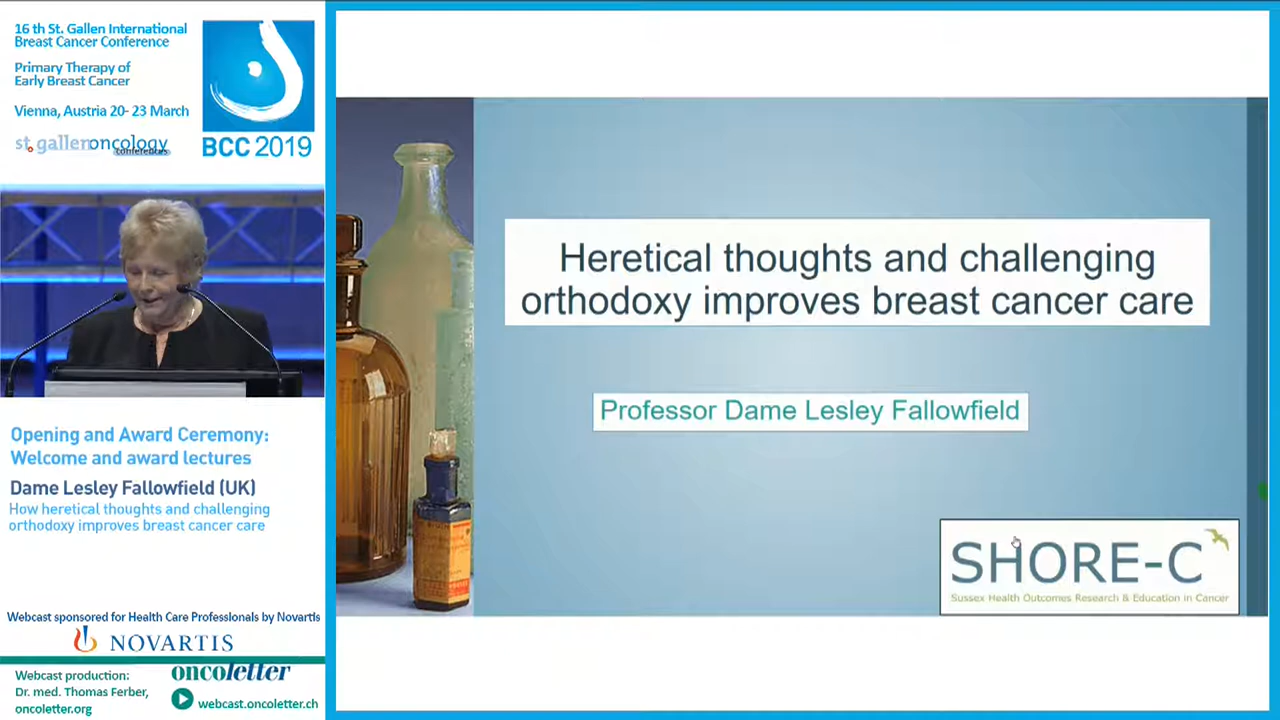 16 th St. Gallen International
Breast Cancer Conference
Primary Therapy of
Early Breast Cancer
Vienna, Austria 20- 23 March
st.gallenoncology
conferences
BCC 2019
Opening and Award Ceremony:
Welcome and award lectures
Dame Lesley Fallowfield (UK)
How heretical thoughts and challenging
orthodoxy improves breast cancer care
Webcast sponsored for Health Care Professionals by Novartis
NOVARTIS
Webcast production:
Dr. med. Thomas Ferber,
oncoletter.org
oncoletter
webcast.oncoletter.ch
Heretical thoughts and challenging
orthodoxy improves breast cancer care
Professor Dame Lesley Fallowfield
SHORE-C
Sussex Health Outcomes Research & Education in Cancer